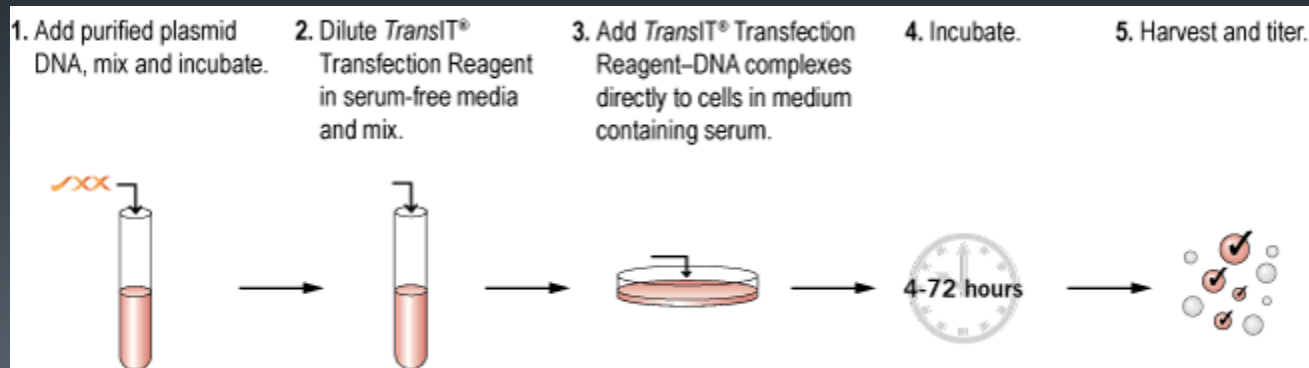 1. Add purified plasmid
DNA, mix and incubate.
2. Dilute TransIT®
Transfection Reagent
in serum-free media
and mix.
3. Add TransIT® Transfection
Reagent–DNA complexes
directly to cells in medium
containing serum.
4. Incubate.
5. Harvest and titer.
4-72 hours